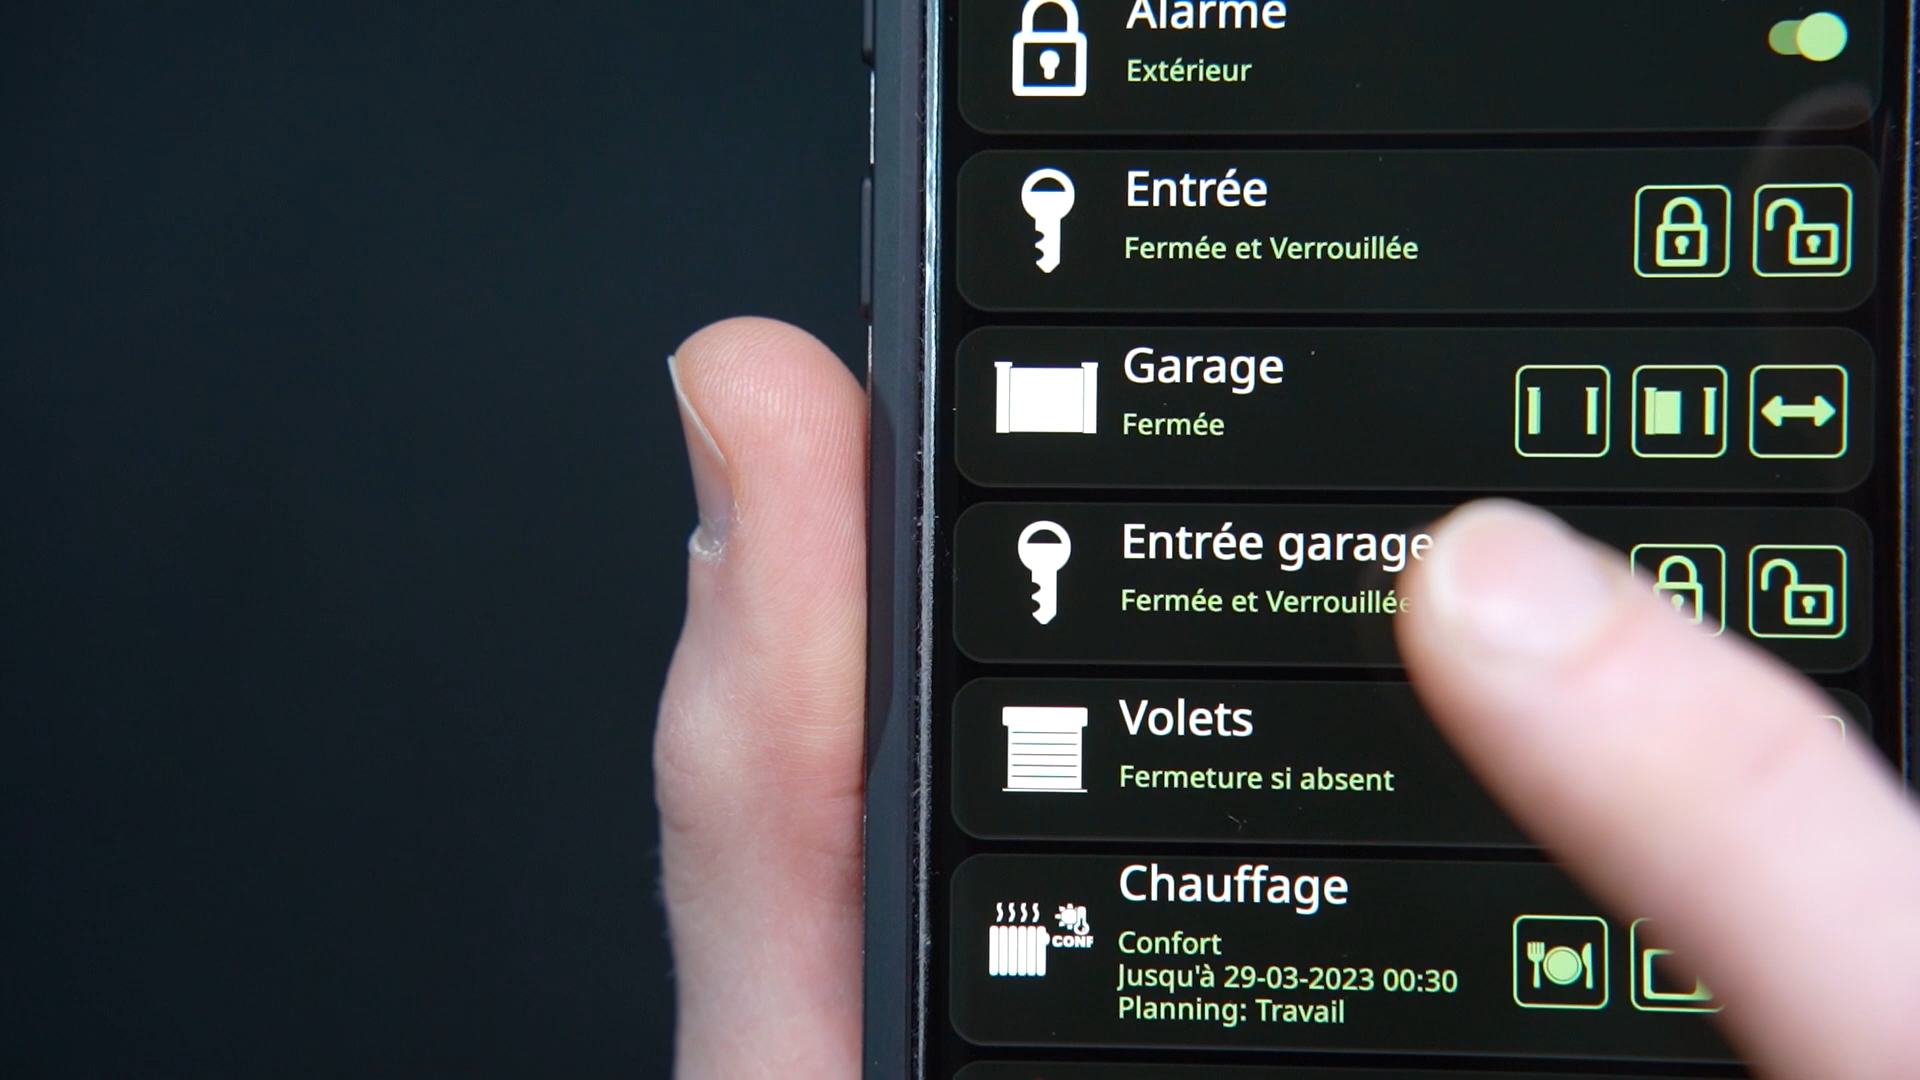 Alarme
Extérieur
Entrée
Fermée et Verrouillée
Garage
Fermée
Entrée garage
Fermée et Verrouillée
Volets
Fermeture si absent
Chauffage
CONF
Confort
Jusqu'à 29-03-2023 00:30
Planning: Travail